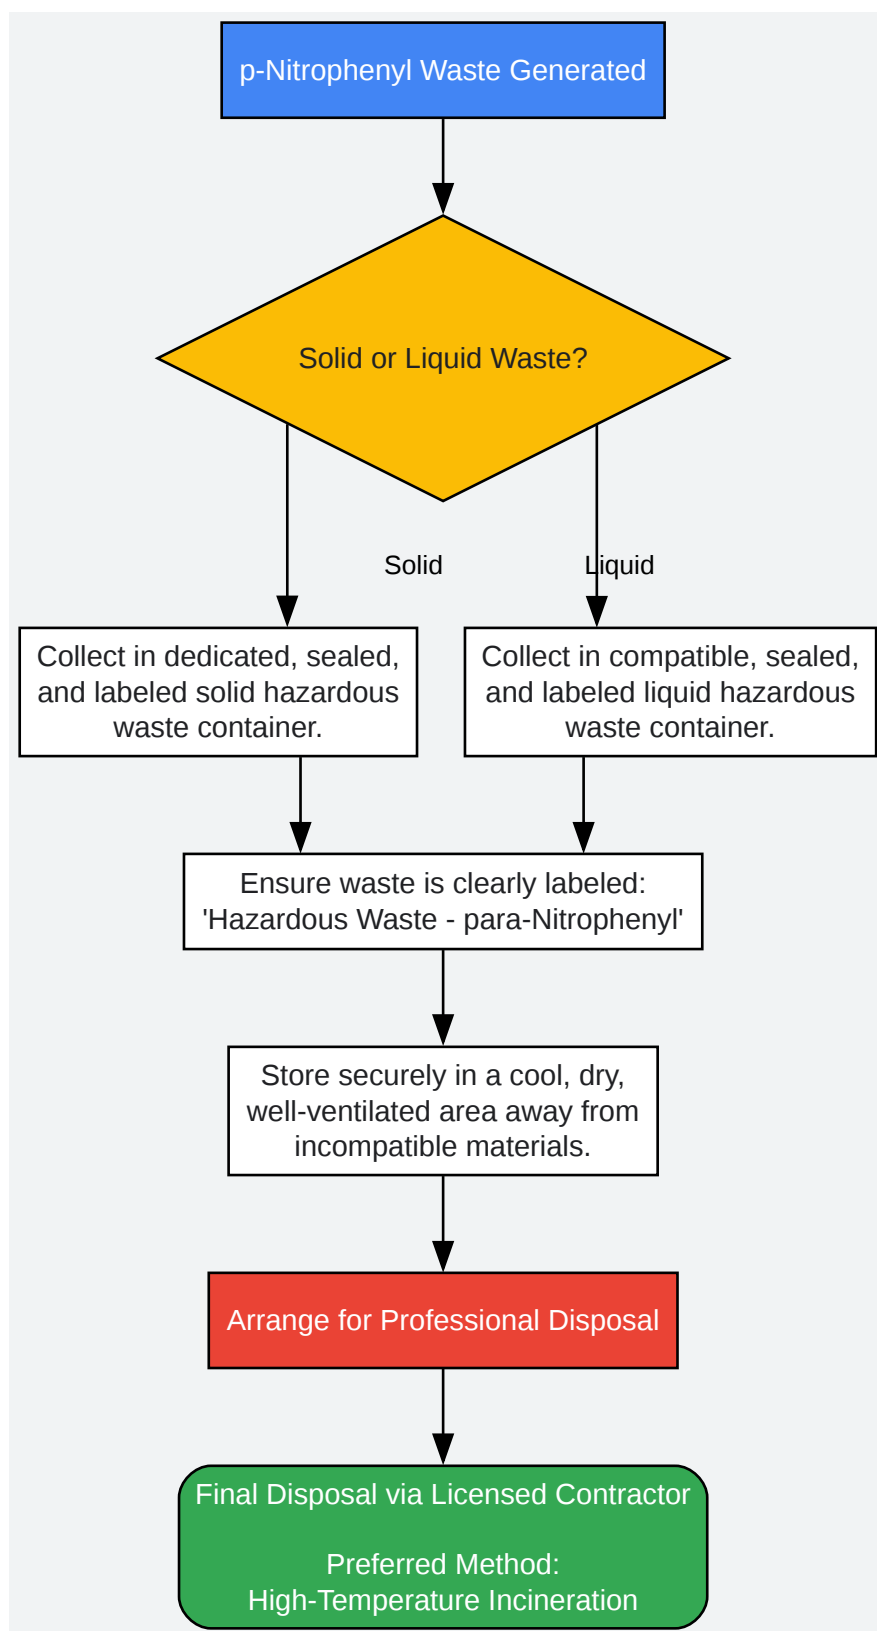 p-Nitrophenyl Waste Generated
Solid or Liquid Waste?
Solid
Liquid
Collect in dedicated, sealed,
and labeled solid hazardous
waste container.
Collect in compatible, sealed,
and labeled liquid hazardous
waste container.
Ensure waste is clearly labeled:
'Hazardous Waste - para-Nitrophenyl'
Store securely in a cool, dry,
well-ventilated area away from
incompatible materials.
Arrange for Professional Disposal
Final Disposal via Licensed Contractor
Preferred Method:
High-Temperature Incineration